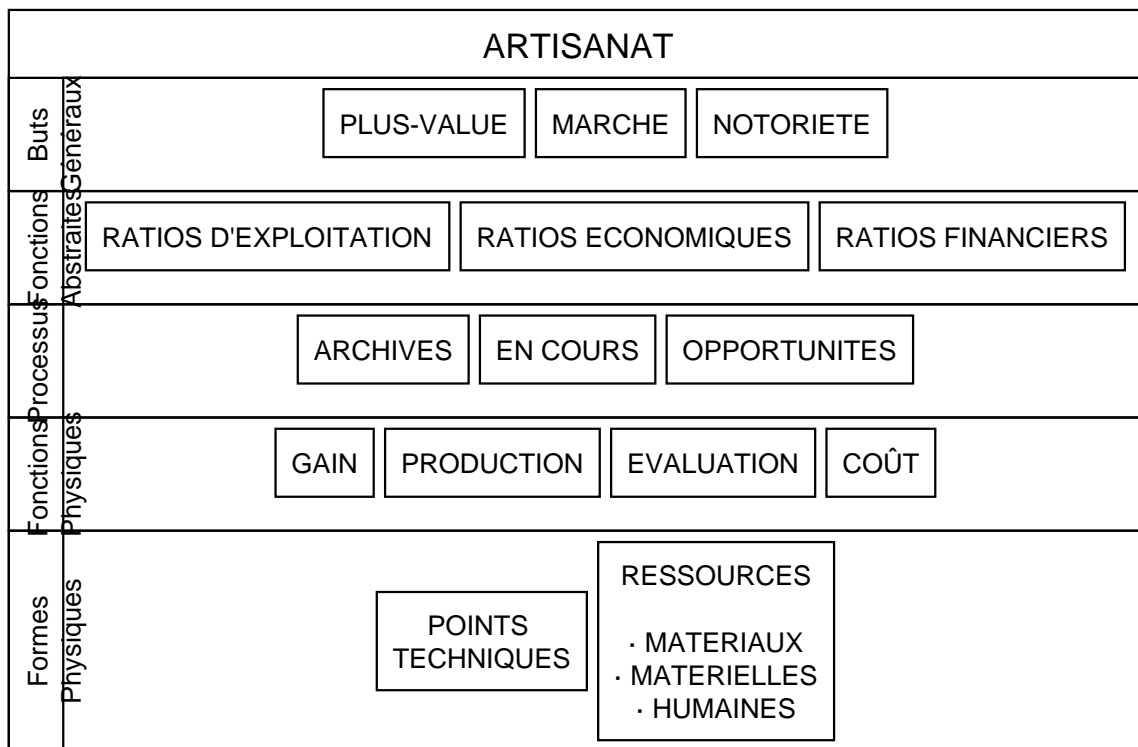 ARTISANAT
Buts
Généraux
PLUS-VALUE
MARCHE
NOTORIETE
Fonctions
Abstraites
RATIOS D'EXPLOITATION
RATIOS ECONOMIQUES
RATIOS FINANCIERS
Processus
ARCHIVES
EN COURS
OPPORTUNITES
Fonctions
Physiques
GAIN
PRODUCTION
EVALUATION
COÛT
Formes
Physiques
POINTS
TECHNIQUES
RESSOURCES
· MATERIAUX
· MATERIELLES
· HUMAINES